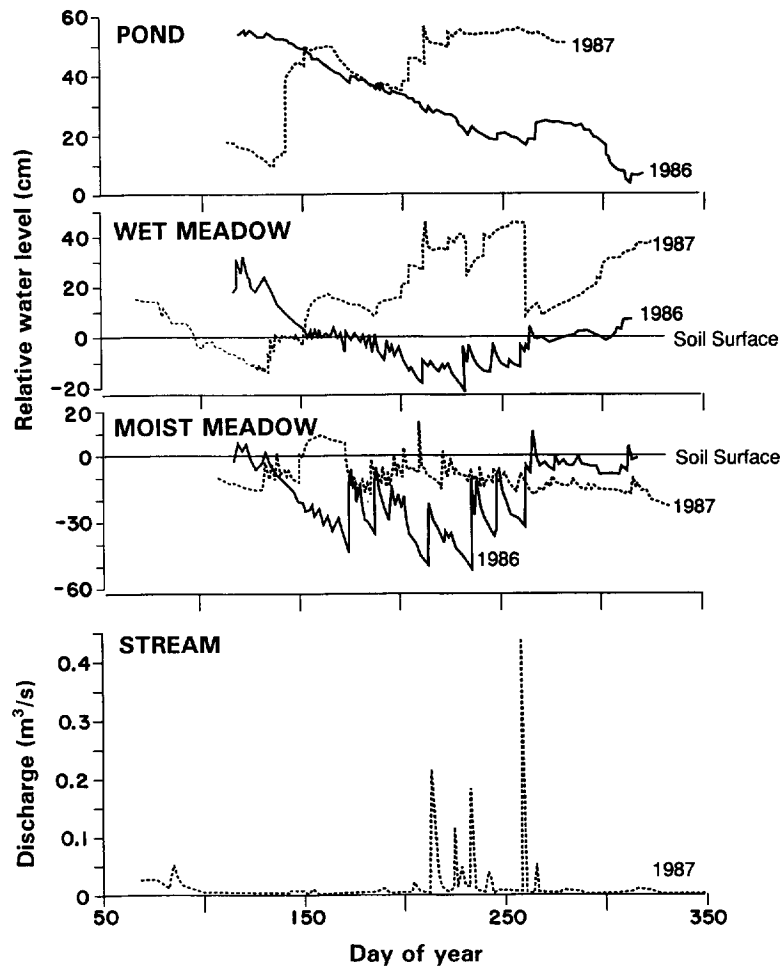 60
POND
40
20
0
1987
1986
Relative water level (cm)
40
WET MEADOW
20
0
-20
1987
1986
Soil Surface
20
MOIST MEADOW
0
-30
-60
Soil Surface
1987
1986
STREAM
0.4
0.3
0.2
0.1
0
Discharge (m³/s)
1987
50 150 250 350
Day of year